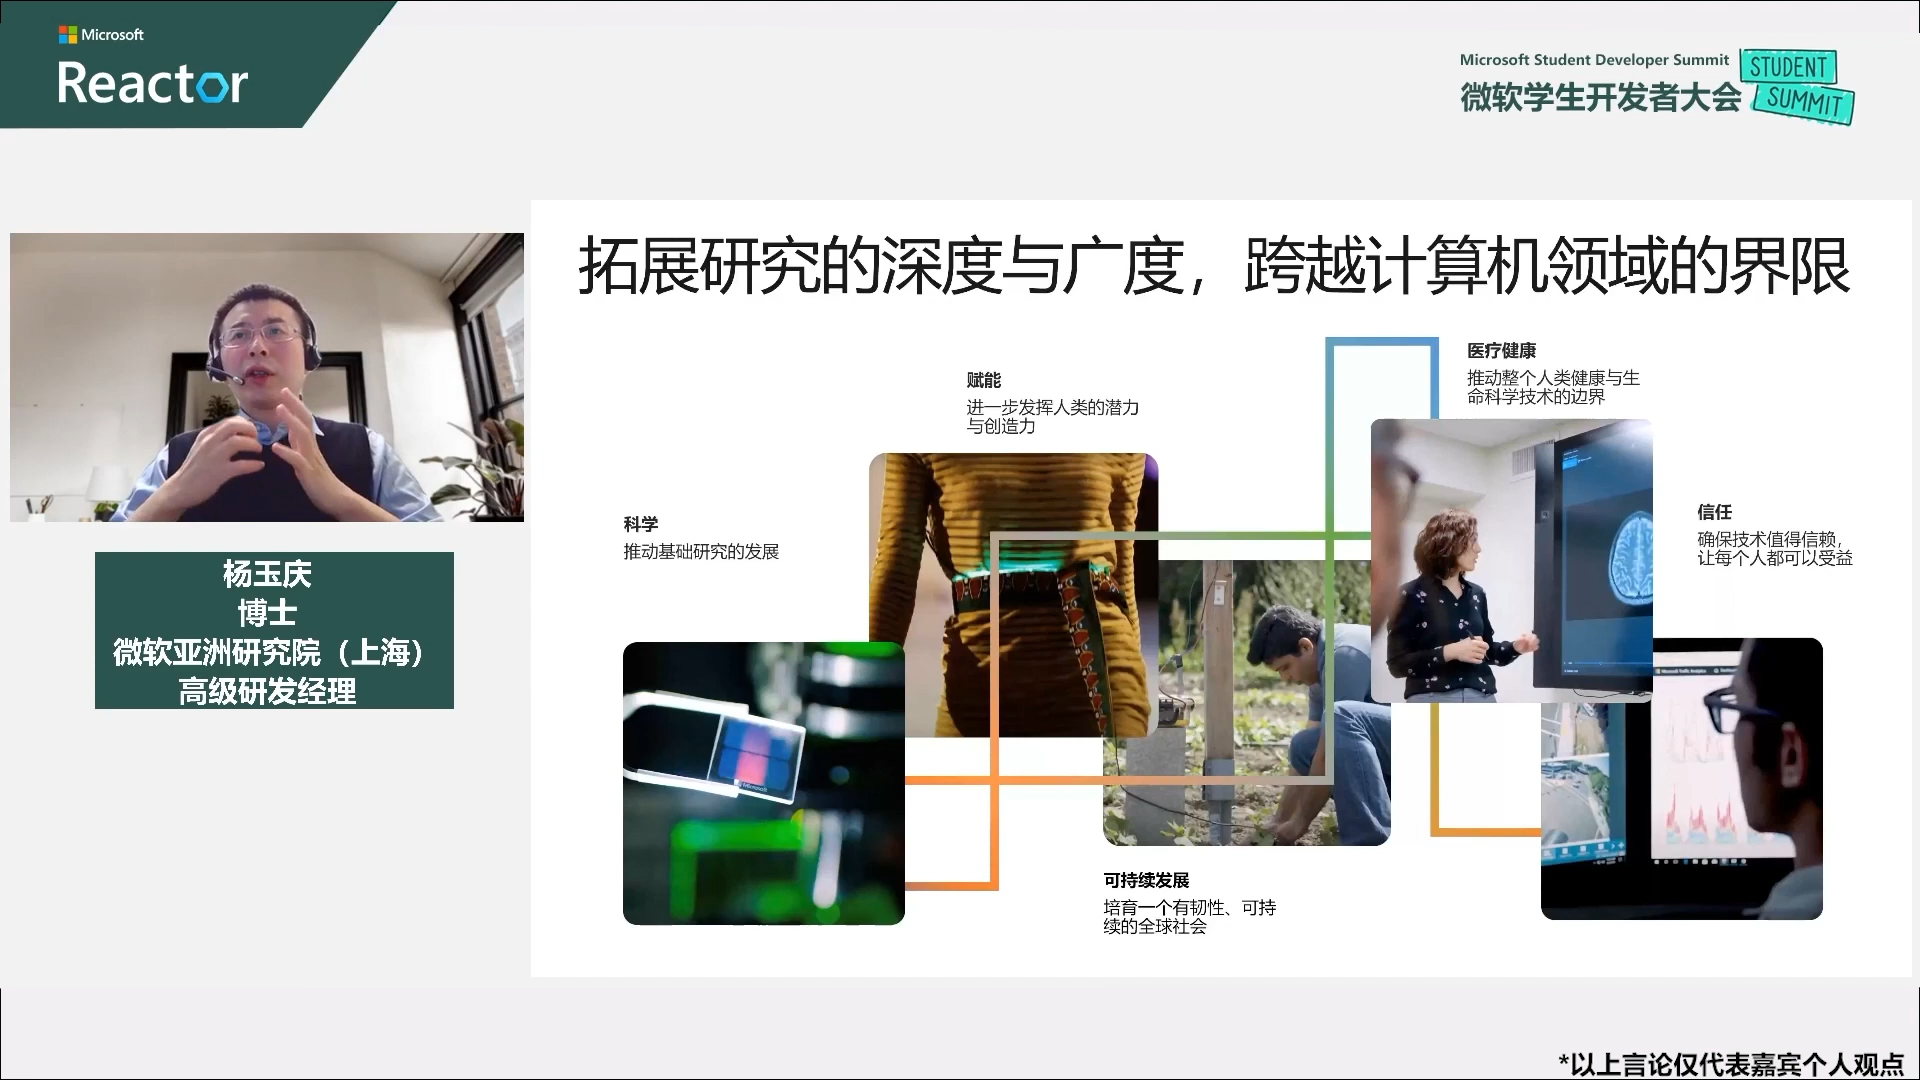 Microsoft
Reactor
Microsoft Student Developer Summit
微软学生开发者大会
STUDENT
SUMMIT
杨玉庆
博士
微软亚洲研究院（上海）
高级研发经理
拓展研究的深度与广度，跨越计算机领域的界限
科学
推动基础研究的发展
赋能
进一步发挥人类的潜力
与创造力
医疗健康
推动整个人类健康与生
命科学技术的边界
信任
确保技术值得信赖，
让每个人都可以受益
可持续发展
培育一个有韧性、可持
续的全球社会
*以上言论仅代表嘉宾个人观点